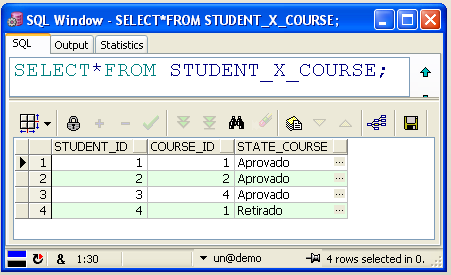 SQL Window - SELECT*FROM STUDENT_X_COURSE;
SQL Output Statistics
SELECT*FROM STUDENT_X_COURSE;
STUDENT_ID COURSE_ID STATE_COURSE
1 1 1 Aprovado ...
2 2 2 Aprovado ...
3 3 4 Aprovado ...
4 4 1 Retirado ...
& 1:30 un@demo 4 rows selected in 0.